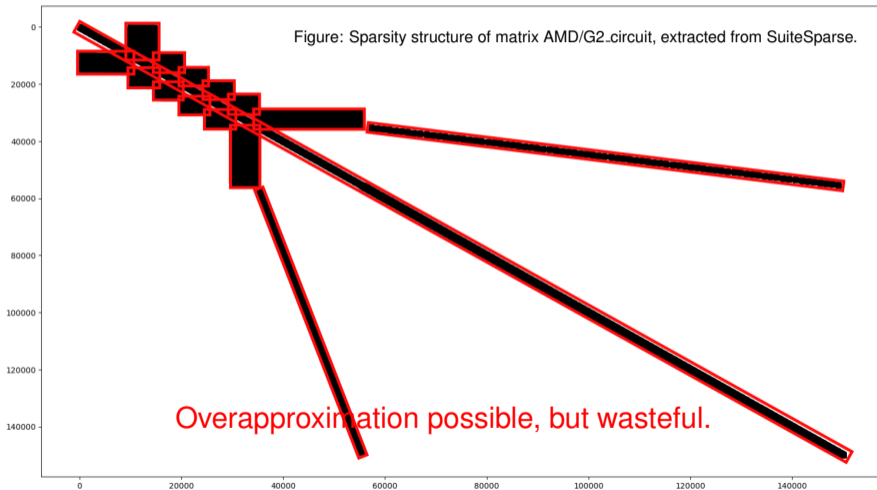 Figure: Sparsity structure of matrix AMD/G2_circuit, extracted from SuiteSparse.
0
20000
40000
60000
80000
100000
120000
140000
Overapproximation possible, but wasteful.
0 20000 40000 60000 80000 100000 120000 140000